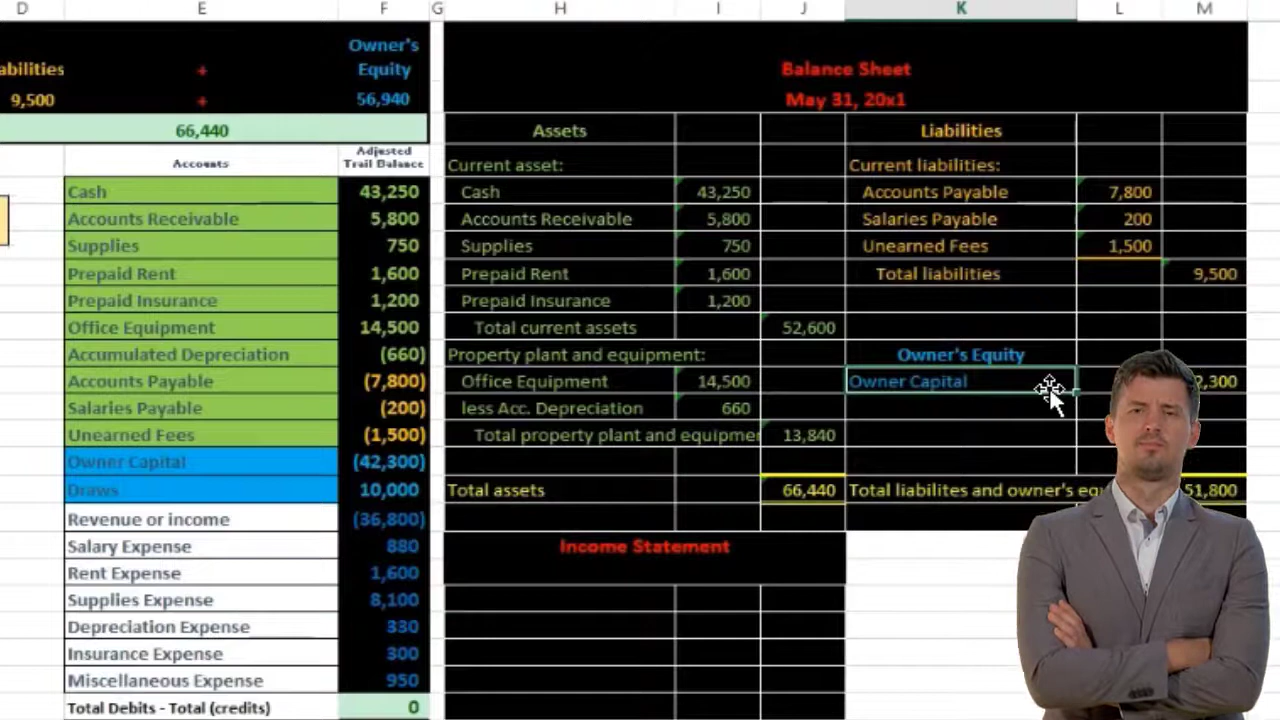 D E F G H I J K L M
Owner's
abilities + Equity
9,500 + 56,940
66,440
Accounts Adjusted
Trail Balance
Cash 43,250
Accounts Receivable 5,800
Supplies 750
Prepaid Rent 1,600
Prepaid Insurance 1,200
Office Equipment 14,500
Accumulated Depreciation (660)
Accounts Payable (7,800)
Salaries Payable (200)
Unearned Fees (1,500)
Owner Capital (42,300)
Draws 10,000
Revenue or income (36,800)
Salary Expense 880
Rent Expense 1,600
Supplies Expense 8,100
Depreciation Expense 330
Insurance Expense 300
Miscellaneous Expense 950
Total Debits - Total (credits) 0
Balance Sheet
May 31, 20x1
Assets Liabilities
Current asset: Current liabilities:
Cash 43,250 Accounts Payable 7,800
Accounts Receivable 5,800 Salaries Payable 200
Supplies 750 Unearned Fees 1,500
Prepaid Rent 1,600 Total liabilities 9,500
Prepaid Insurance 1,200
Total current assets 52,600
Property plant and equipment: Owner's Equity
Office Equipment 14,500 Owner Capital 2,300
less Acc. Depreciation 660
Total property plant and equipmer 13,840
Total assets 66,440 Total liabilites and owner's eq 51,800
Income Statement